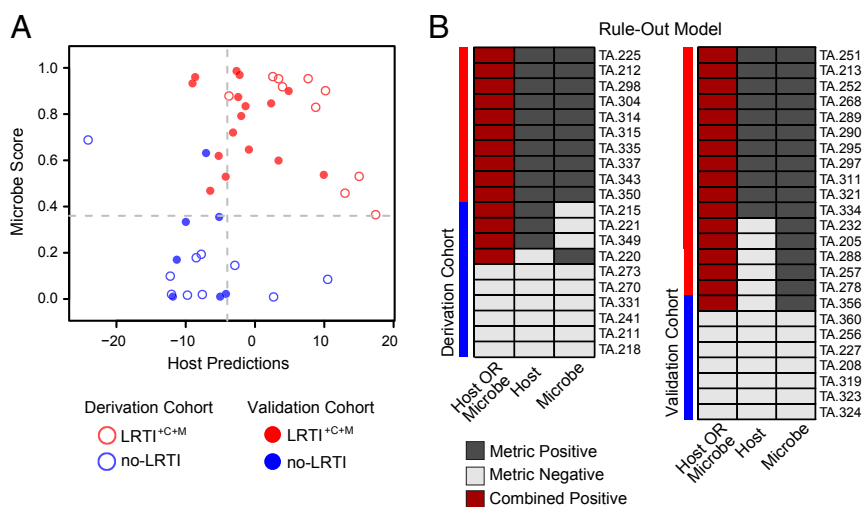 A
Microbe Score
1.0
0.8
0.6
0.4
0.2
0.0
−20
−10
0
10
20
Host Predictions
Derivation Cohort
Validation Cohort
LRTI+C+M
LRTI+C+M
no-LRTI
no-LRTI
B
Rule-Out Model
Derivation Cohort
TA.225
TA.212
TA.298
TA.304
TA.314
TA.315
TA.335
TA.337
TA.343
TA.350
TA.215
TA.221
TA.349
TA.220
TA.273
TA.270
TA.331
TA.241
TA.211
TA.218
Host OR
Microbe
Host
Microbe
Validation Cohort
TA.251
TA.213
TA.252
TA.268
TA.289
TA.290
TA.295
TA.297
TA.311
TA.321
TA.334
TA.232
TA.205
TA.288
TA.257
TA.278
TA.356
TA.360
TA.256
TA.227
TA.208
TA.319
TA.323
TA.324
Host OR
Microbe
Host
Microbe
Metric Positive
Metric Negative
Combined Positive